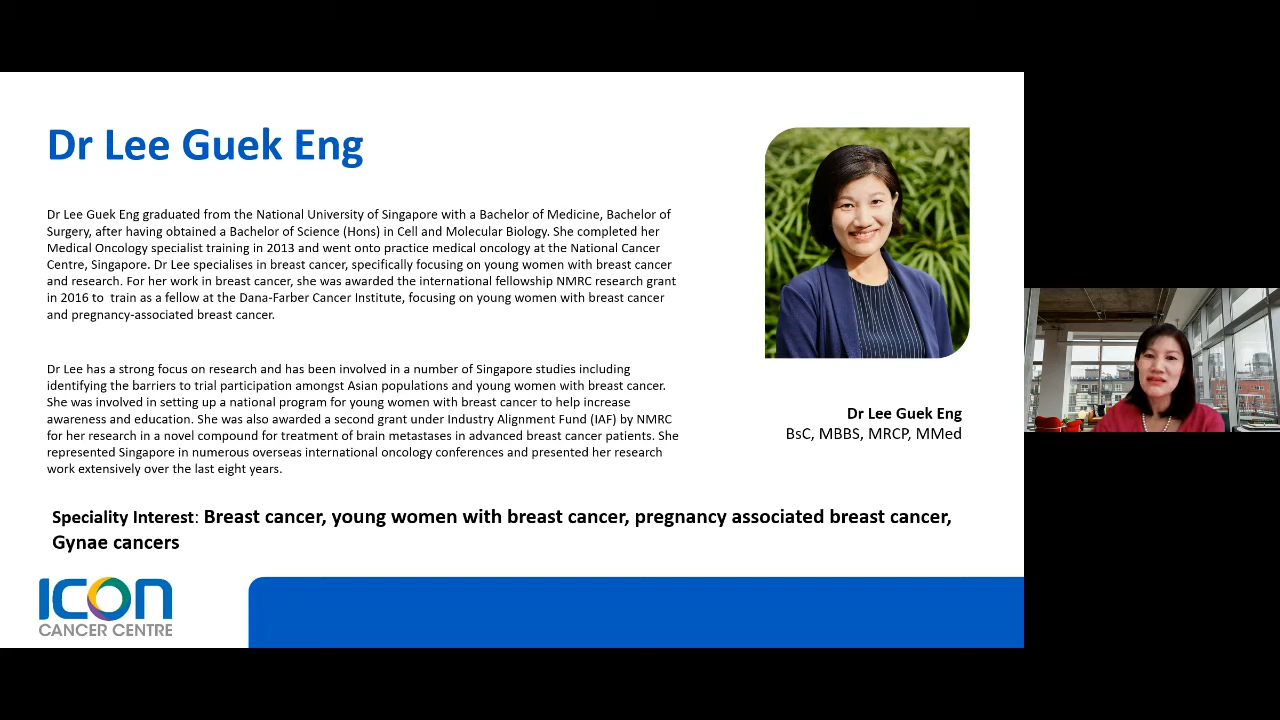 Dr Lee Guek Eng
Dr Lee Guek Eng graduated from the National University of Singapore with a Bachelor of Medicine, Bachelor of
Surgery, after having obtained a Bachelor of Science (Hons) in Cell and Molecular Biology. She completed her
Medical Oncology specialist training in 2013 and went onto practice medical oncology at the National Cancer
Centre, Singapore. Dr Lee specialises in breast cancer, specifically focusing on young women with breast cancer
and research. For her work in breast cancer, she was awarded the international fellowship NMRC research grant
in 2016 to  train as a fellow at the Dana-Farber Cancer Institute, focusing on young women with breast cancer
and pregnancy-associated breast cancer.
Dr Lee has a strong focus on research and has been involved in a number of Singapore studies including
identifying the barriers to trial participation amongst Asian populations and young women with breast cancer.
She was involved in setting up a national program for young women with breast cancer to help increase
awareness and education. She was also awarded a second grant under Industry Alignment Fund (IAF) by NMRC
for her research in a novel compound for treatment of brain metastases in advanced breast cancer patients. She
represented Singapore in numerous overseas international oncology conferences and presented her research
work extensively over the last eight years.
Dr Lee Guek Eng
BsC, MBBS, MRCP, MMed
Speciality Interest: Breast cancer, young women with breast cancer, pregnancy associated breast cancer,
Gynae cancers
ICON
CANCER CENTRE